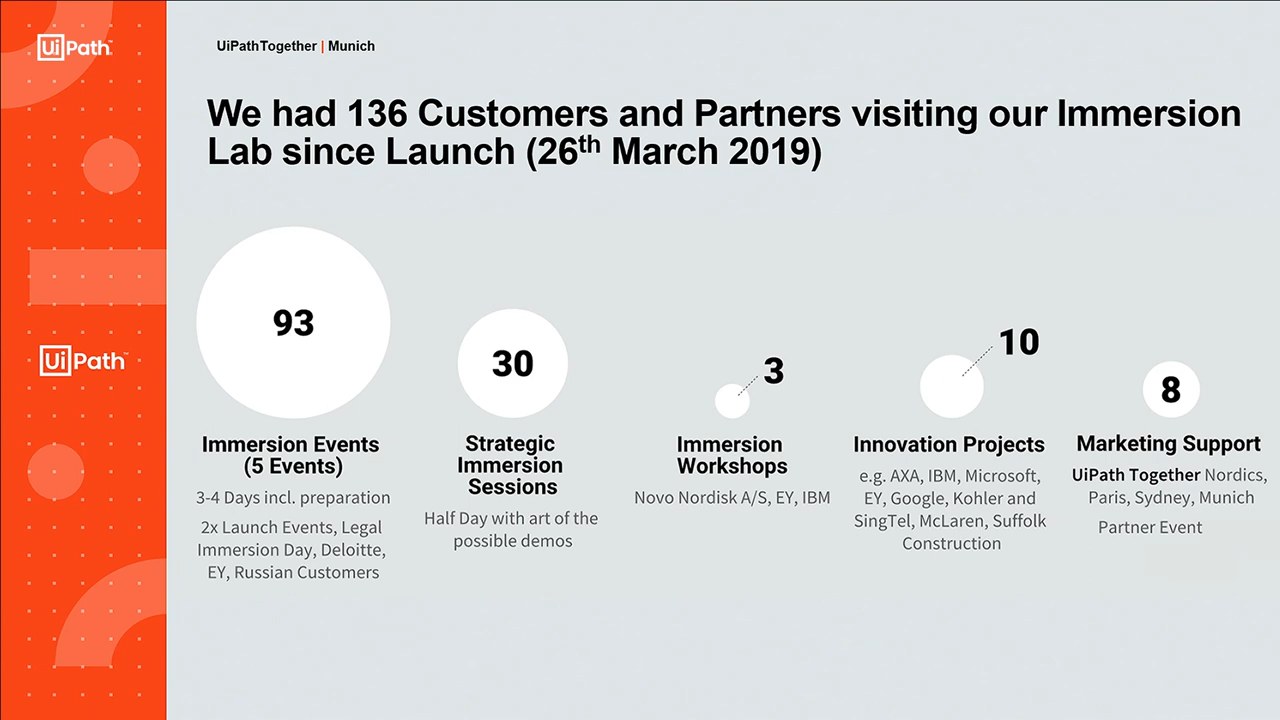 UiPath™
UiPathTogether | Munich
We had 136 Customers and Partners visiting our Immersion
Lab since Launch (26th March 2019)
93
Immersion Events
(5 Events)
3-4 Days incl. preparation
2x Launch Events, Legal
Immersion Day, Deloitte,
EY, Russian Customers
30
Strategic
Immersion
Sessions
Half Day with art of the
possible demos
3
Immersion
Workshops
Novo Nordisk A/S, EY, IBM
10
Innovation Projects
e.g. AXA, IBM, Microsoft,
EY, Google, Kohler and
SingTel, McLaren, Suffolk
Construction
8
Marketing Support
UiPath Together Nordics,
Paris, Sydney, Munich
Partner Event
UiPath™